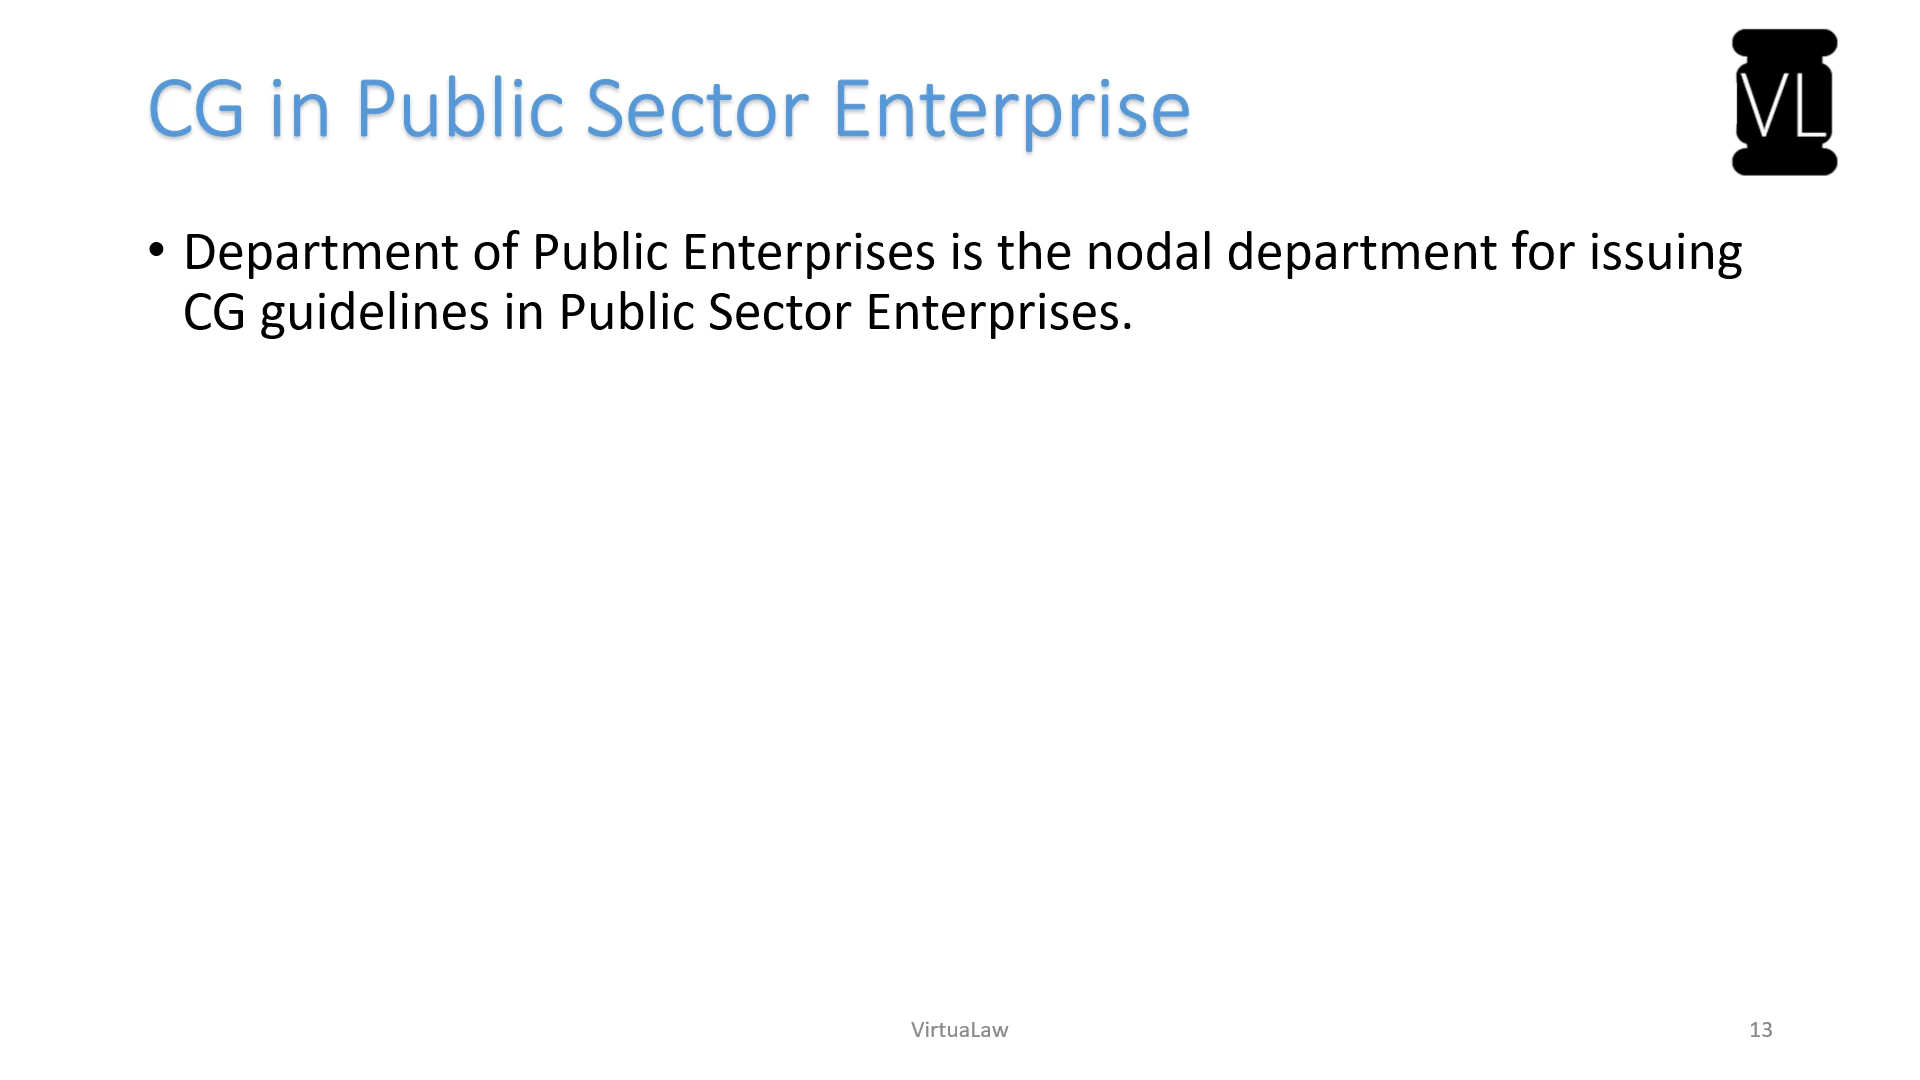 CG in Public Sector Enterprise
VL
• Department of Public Enterprises is the nodal department for issuing
CG guidelines in Public Sector Enterprises.
VirtuaLaw
13